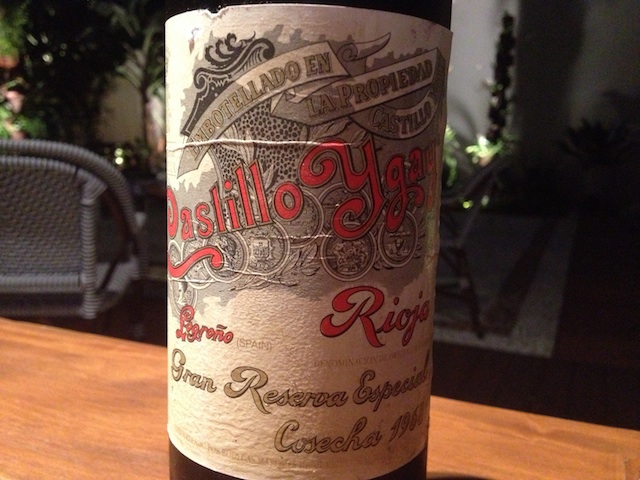 EMBOTELLADO EN
LA PROPIEDAD
CASTILLO
Castillo Ygay
Rioja
Logroño (SPAIN)
Gran Reserva Especial
Cosecha